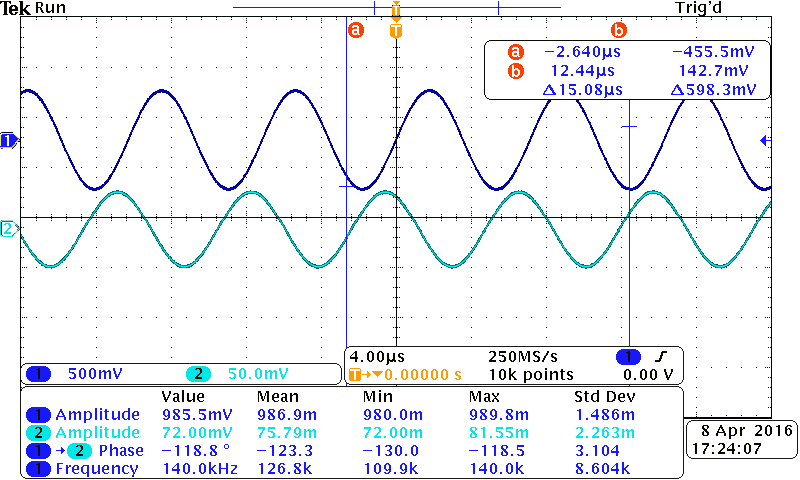 Tek Run Trig'd
T
a T b
a −2.640µs −455.5mV
b 12.44µs 142.7mV
Δ15.08µs Δ598.3mV
1
2
4.00µs 250MS/s 1
T→▼0.00000 s 10k points 0.00 V
1 500mV 2 50.0mV
Value Mean Min Max Std Dev
1 Amplitude 985.5mV 986.9m 980.0m 989.8m 1.486m
2 Amplitude 72.00mV 75.79m 72.00m 81.55m 2.263m
1 → 2 Phase −118.8 ° −123.3 −130.0 −118.5 3.104
1 Frequency 140.0kHz 126.8k 109.9k 140.0k 8.604k
8 Apr 2016
17:24:07